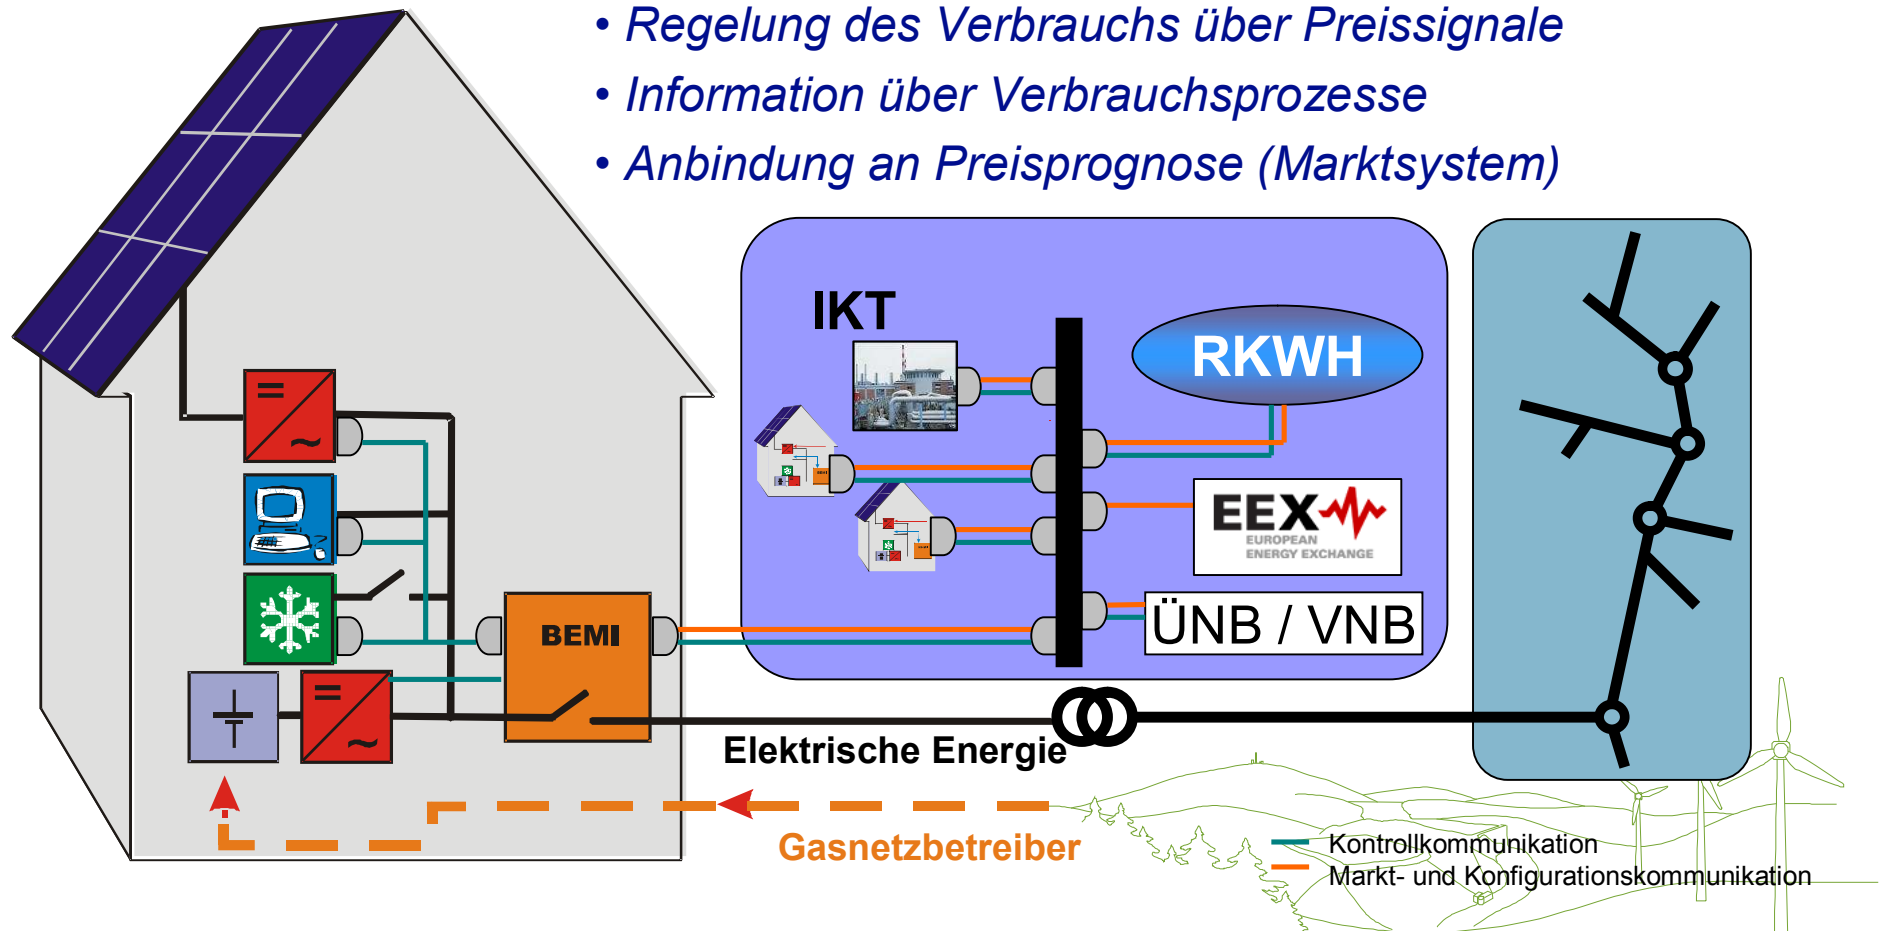 • Regelung des Verbrauchs über Preissignale
• Information über Verbrauchsprozesse
• Anbindung an Preisprognose (Marktsystem)
IKT
RKWH
BEMI
BEMI
EEX
EUROPEAN
ENERGY EXCHANGE
ÜNB / VNB
Elektrische Energie
Gasnetzbetreiber
Kontrollkommunikation
Markt- und Konfigurationskommunikation